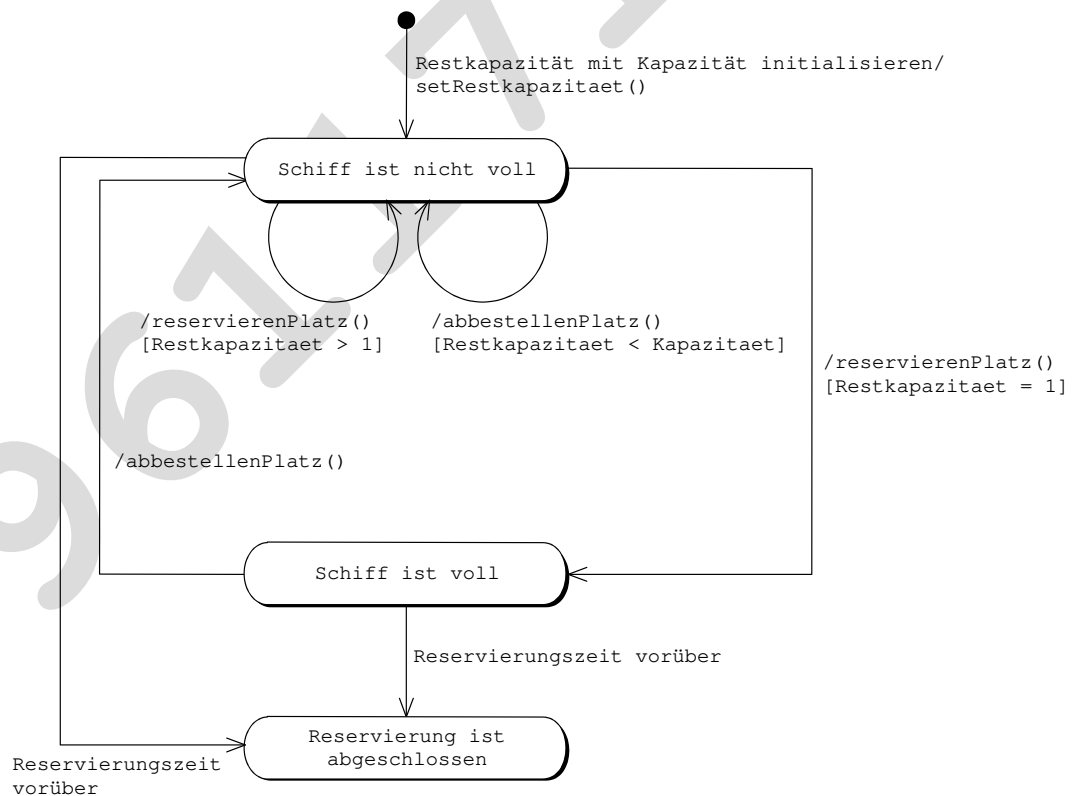 Restkapazität mit Kapazität initialisieren/
setRestkapazitaet()
Schiff ist nicht voll
/reservierenPlatz()
[Restkapazitaet > 1]
/abbestellenPlatz()
[Restkapazitaet < Kapazitaet]
/reservierenPlatz()
[Restkapazitaet = 1]
/abbestellenPlatz()
Schiff ist voll
Reservierungszeit vorüber
Reservierung ist
abgeschlossen
Reservierungszeit
vorüber